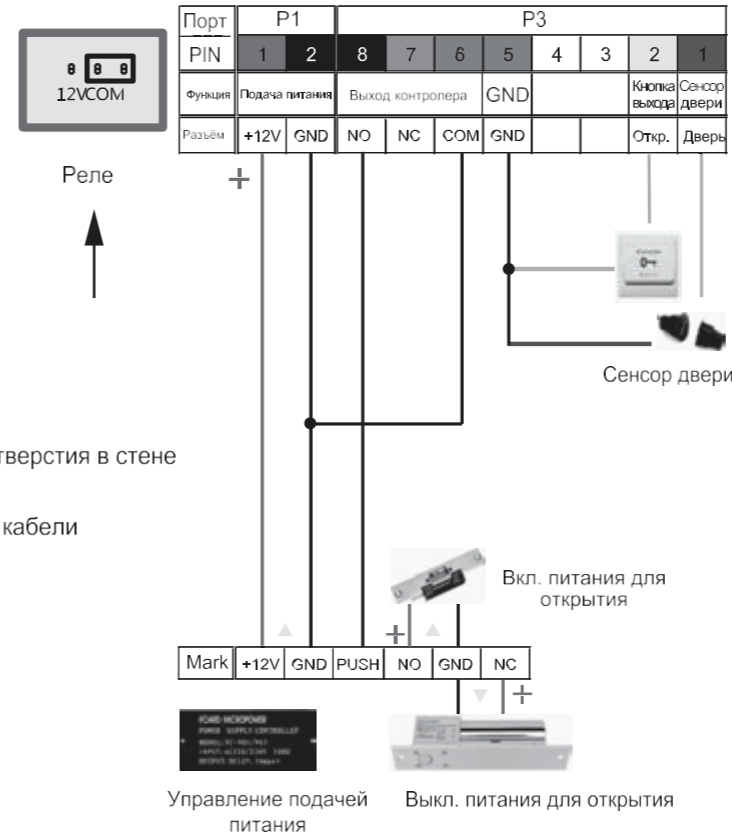 Порт P1 P3
PIN 1 2 8 7 6 5 4 3 2 1
Функция Подача питания Выход контролера GND Кнопка выхода Сенсор двери
Разъём +12V GND NO NC COM GND Откр. Дверь
12VCOM
Реле
Сенсор двери
тверстия в стене
кабели
Вкл. питания для
открытия
Mark +12V GND PUSH NO GND NC
POWER SUPPLY CONTROLLER
Управление подачей
питания
Выкл. питания для открытия